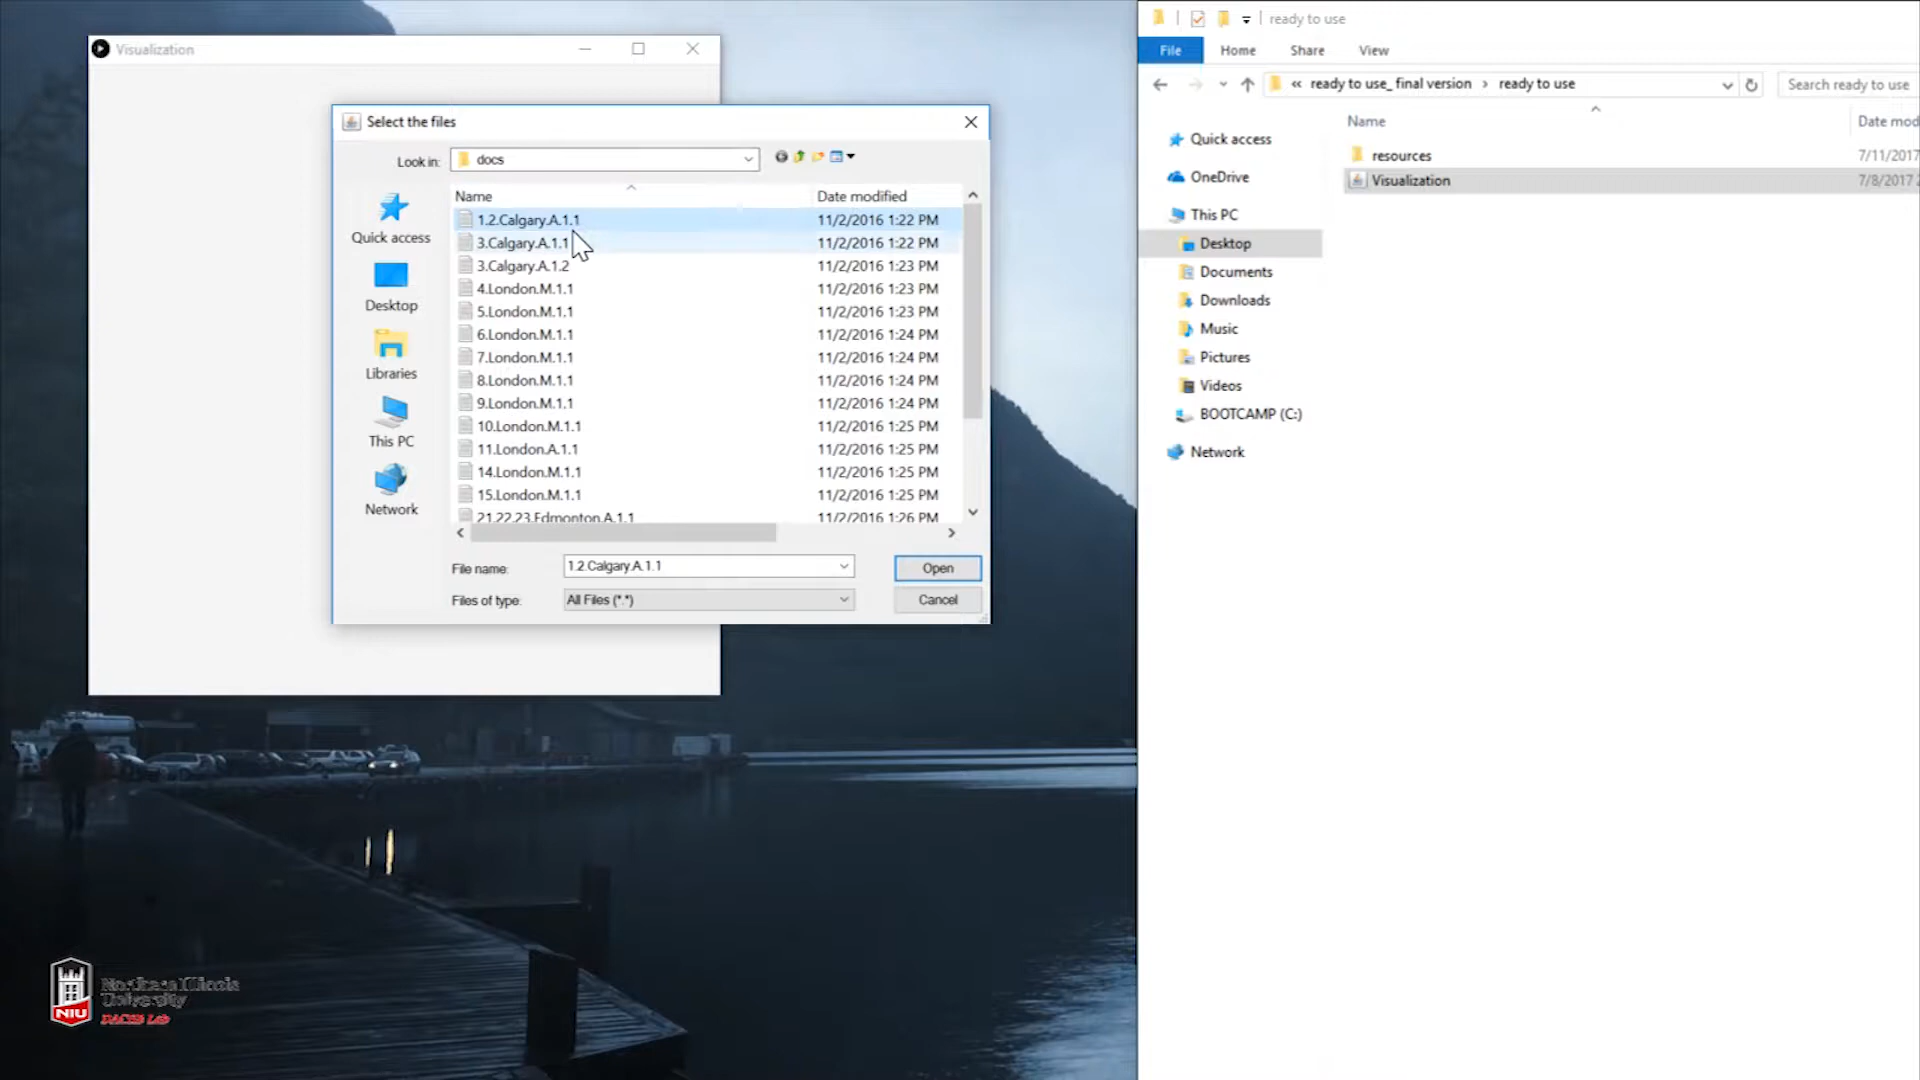 Visualization
Select the files
Look in:
docs
Name
Date modified
1.2.Calgary.A.1.1
11/2/2016 1:22 PM
3.Calgary.A.1.1
11/2/2016 1:22 PM
3.Calgary.A.1.2
11/2/2016 1:23 PM
4.London.M.1.1
11/2/2016 1:23 PM
5.London.M.1.1
11/2/2016 1:23 PM
6.London.M.1.1
11/2/2016 1:24 PM
7.London.M.1.1
11/2/2016 1:24 PM
8.London.M.1.1
11/2/2016 1:24 PM
9.London.M.1.1
11/2/2016 1:24 PM
10.London.M.1.1
11/2/2016 1:25 PM
11.London.A.1.1
11/2/2016 1:25 PM
14.London.M.1.1
11/2/2016 1:25 PM
15.London.M.1.1
11/2/2016 1:25 PM
21.22.23.Edmonton.A.1.1
11/2/2016 1:26 PM
Quick access
Desktop
Libraries
This PC
Network
File name:
1.2.Calgary.A.1.1
Open
Files of type:
All Files (*.*)
Cancel
ready to use
File
Home
Share
View
« ready to use_ final version › ready to use
Search ready to use
Name
Date mod
resources
7/11/2017
Visualization
7/8/2017 2
Quick access
OneDrive
This PC
Desktop
Documents
Downloads
Music
Pictures
Videos
BOOTCAMP (C:)
Network
NIU
Northern Illinois
University
DACHB Lab